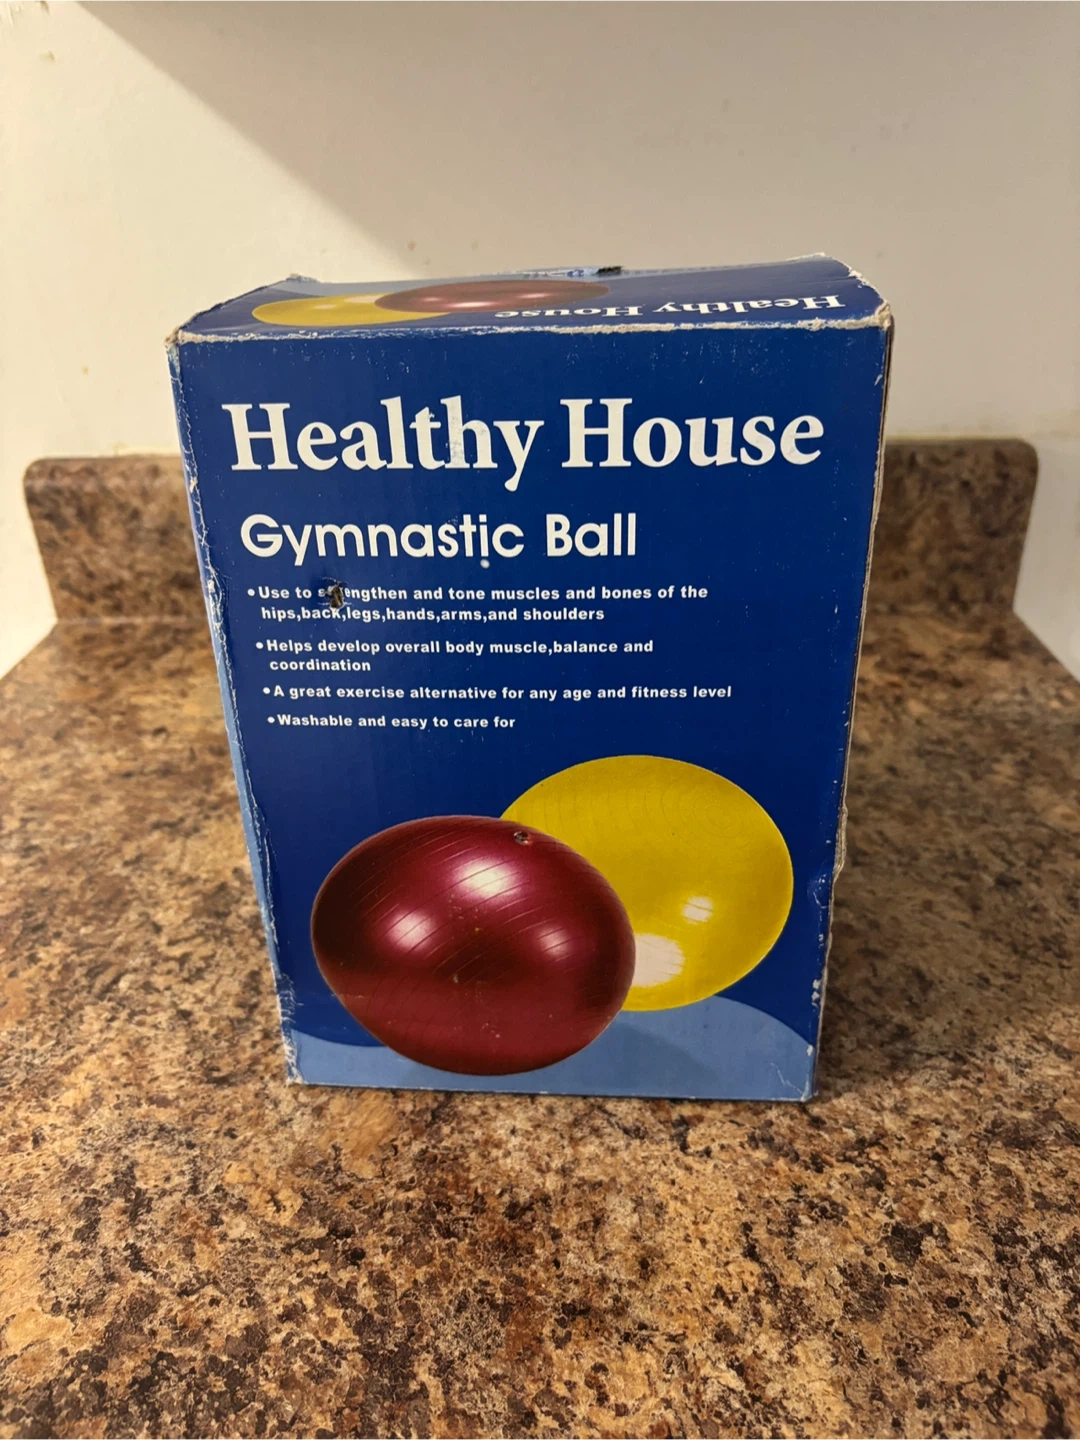 Healthy House
Healthy House
Gymnastic Ball
•Use to strengthen and tone muscles and bones of the
hips,back,legs,hands,arms,and shoulders
•Helps develop overall body muscle,balance and
coordination
•A great exercise alternative for any age and fitness level
•Washable and easy to care for